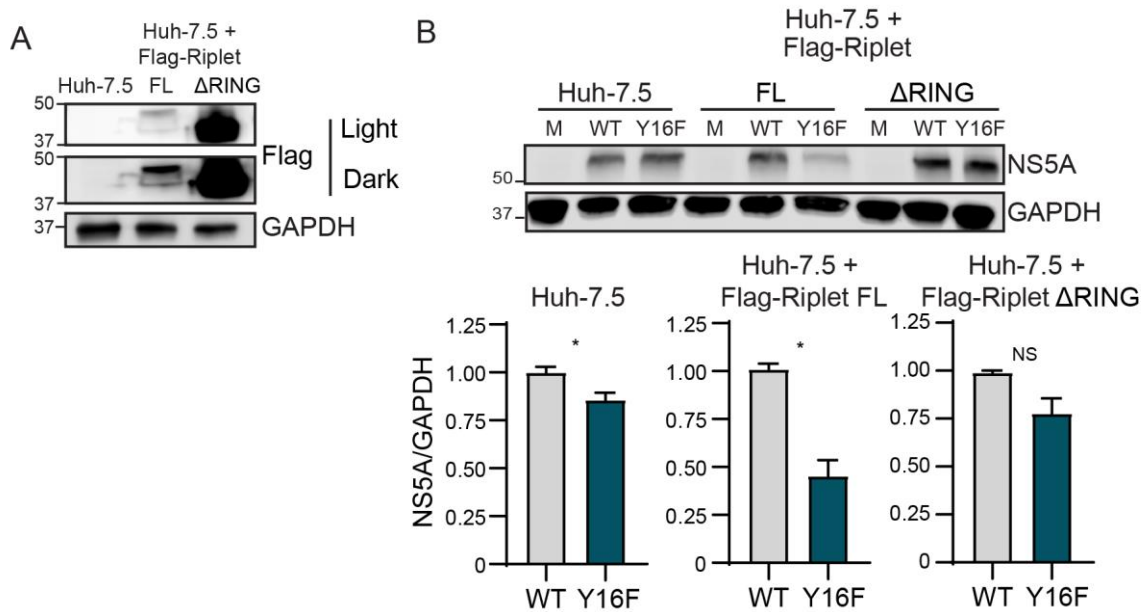 A
Huh-7.5 +
Flag-Riplet
Huh-7.5 FL ΔRING
50
37
Light
Flag
50
37
Dark
37
GAPDH
B
Huh-7.5 +
Flag-Riplet
Huh-7.5 FL ΔRING
M WT Y16F M WT Y16F M WT Y16F
50
NS5A
37
GAPDH
Huh-7.5
NS5A/GAPDH
1.25
1.00
0.75
0.50
0.25
0
*
WT Y16F
Huh-7.5 +
Flag-Riplet FL
1.25
1.00
0.75
0.50
0.25
0
*
WT Y16F
Huh-7.5 +
Flag-Riplet ΔRING
1.25
1.00
0.75
0.50
0.25
0
NS
WT Y16F